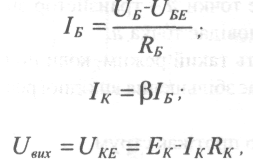 I_Б = (U_Б - U_БЕ) / R_Б ;
I_К = βI_Б ;
U_вих = U_КЕ = E_К - I_К R_К ,